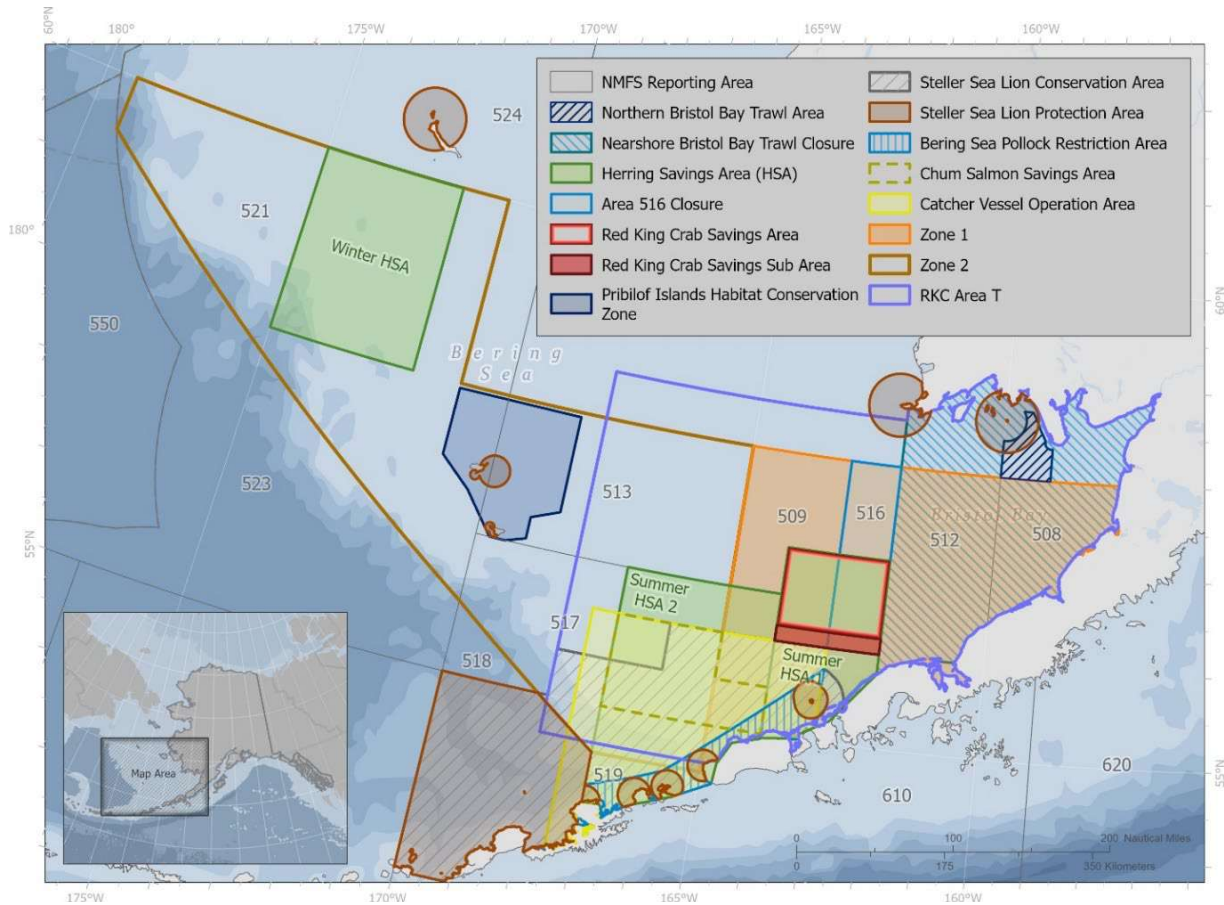 180°
175°W
170°W
165°W
160°W
60°N
NMFS Reporting Area
Northern Bristol Bay Trawl Area
Nearshore Bristol Bay Trawl Closure
Herring Savings Area (HSA)
Area 516 Closure
Red King Crab Savings Area
Red King Crab Savings Sub Area
Pribilof Islands Habitat Conservation
Zone
Steller Sea Lion Conservation Area
Steller Sea Lion Protection Area
Bering Sea Pollock Restriction Area
Chum Salmon Savings Area
Catcher Vessel Operation Area
Zone 1
Zone 2
RKC Area T
524
521
180°
Winter HSA
60°N
550
Bering
Sea
523
513
509
516
Bristol Bay
512
508
55°N
Summer
HSA 2
517
518
Summer
HSA 1
519
Map Area
620
610
55°N
0
100
200
Nautical Miles
0
175
350 Kilometers
175°W
170°W
165°W
160°W